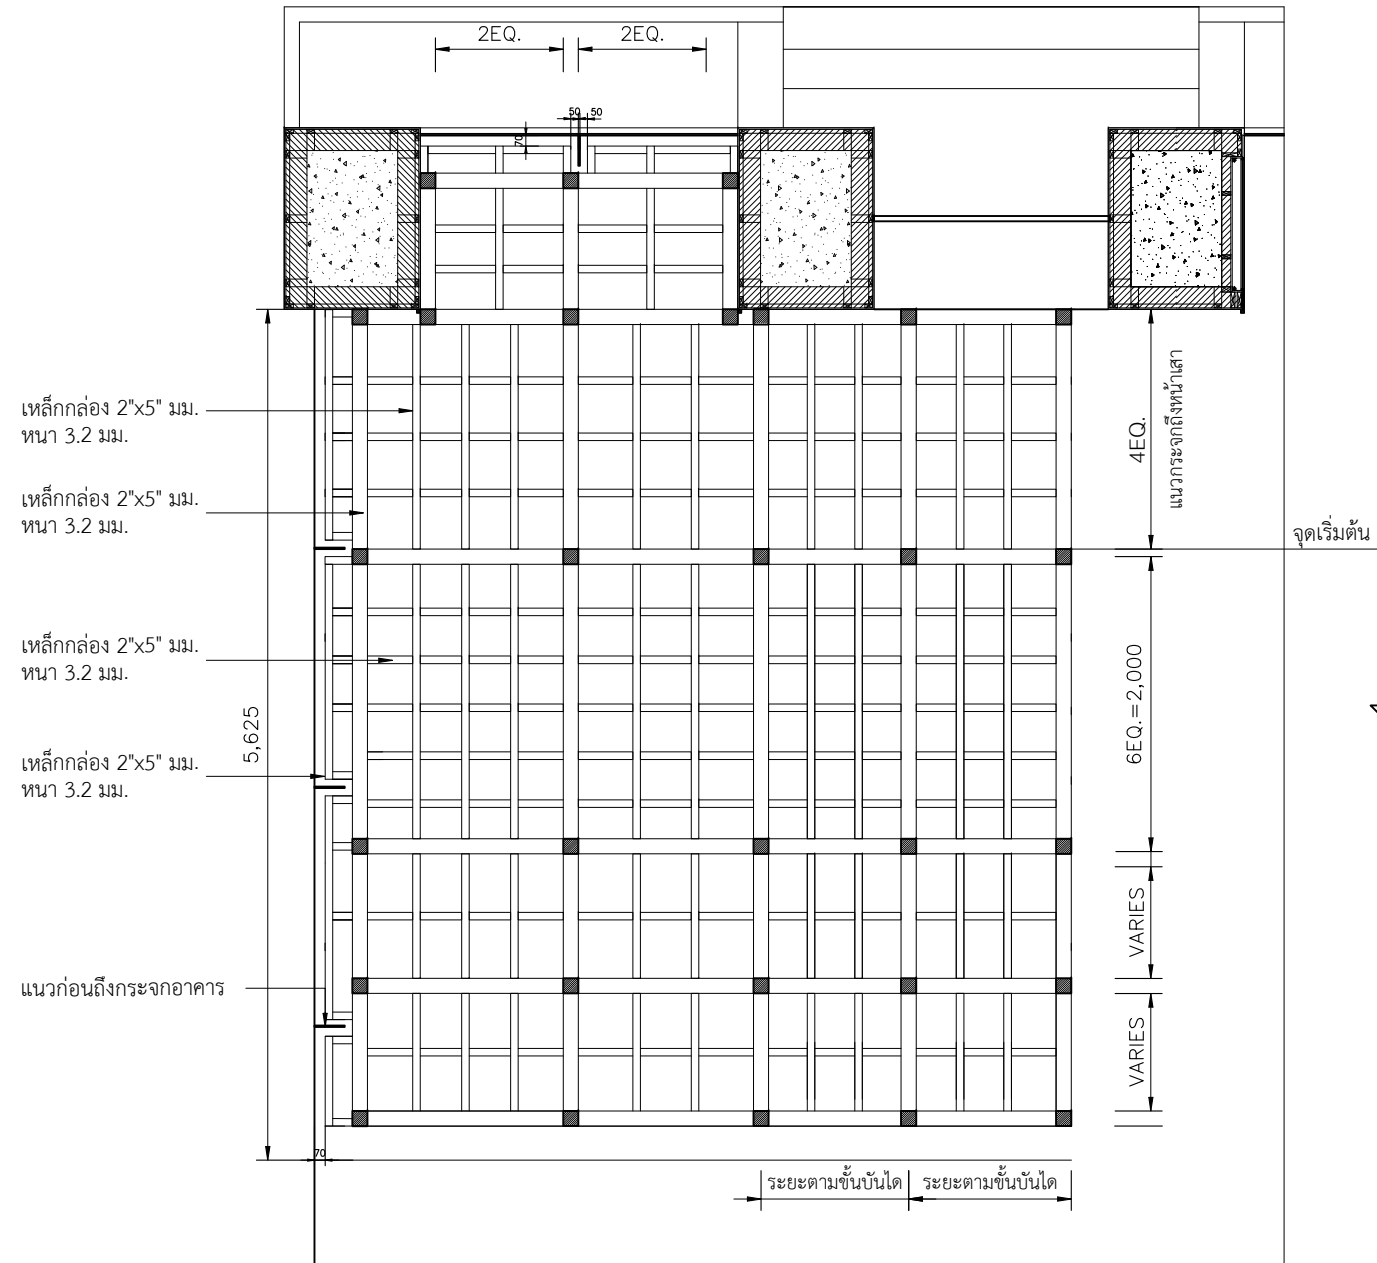 2EQ.
2EQ.
50
50
70
เหล็กกล่อง 2"x5" มม.
หนา 3.2 มม.
เหล็กกล่อง 2"x5" มม.
หนา 3.2 มม.
4EQ.
แนวกระจกถึงหน้าเสา
จุดเริ่มต้น
เหล็กกล่อง 2"x5" มม.
หนา 3.2 มม.
6EQ.=2,000
5,625
เหล็กกล่อง 2"x5" มม.
หนา 3.2 มม.
VARIES
แนวก่อนถึงกระจกอาคาร
VARIES
70
ระยะตามขั้นบันได
ระยะตามขั้นบันได